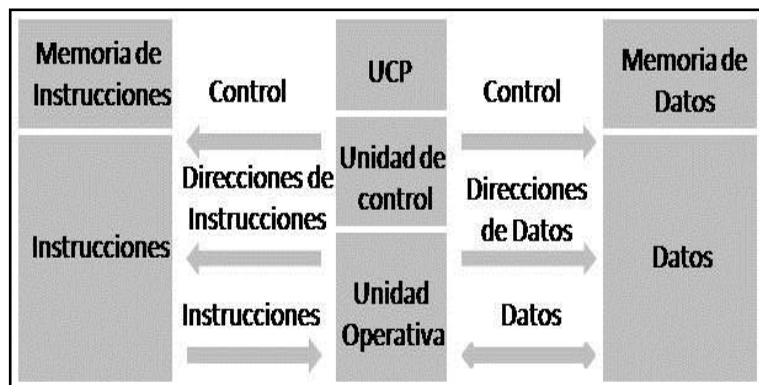 Memoria de
Instrucciones
Instrucciones
Control
Direcciones de
Instrucciones
Instrucciones
UCP
Unidad de
control
Unidad
Operativa
Control
Direcciones
de Datos
Datos
Memoria de
Datos
Datos